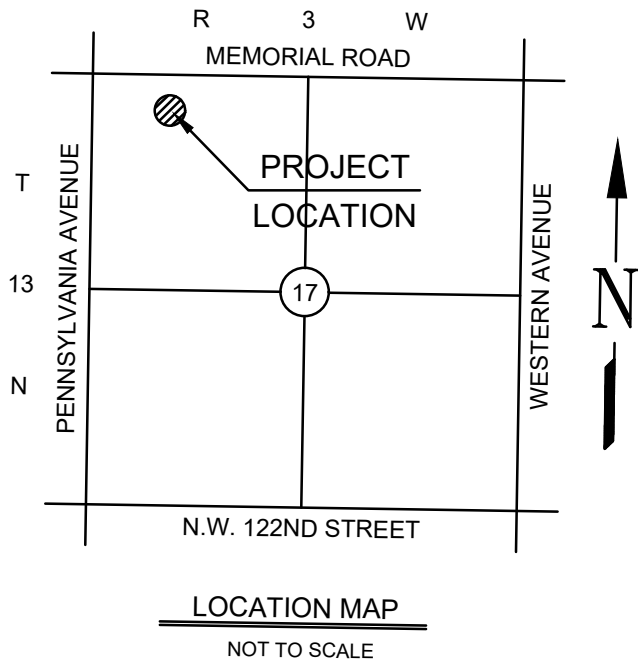 R 3 W
MEMORIAL ROAD
PROJECT
LOCATION
T
13
N
PENNSYLVANIA AVENUE
17
WESTERN AVENUE
N
N.W. 122ND STREET
LOCATION MAP
NOT TO SCALE